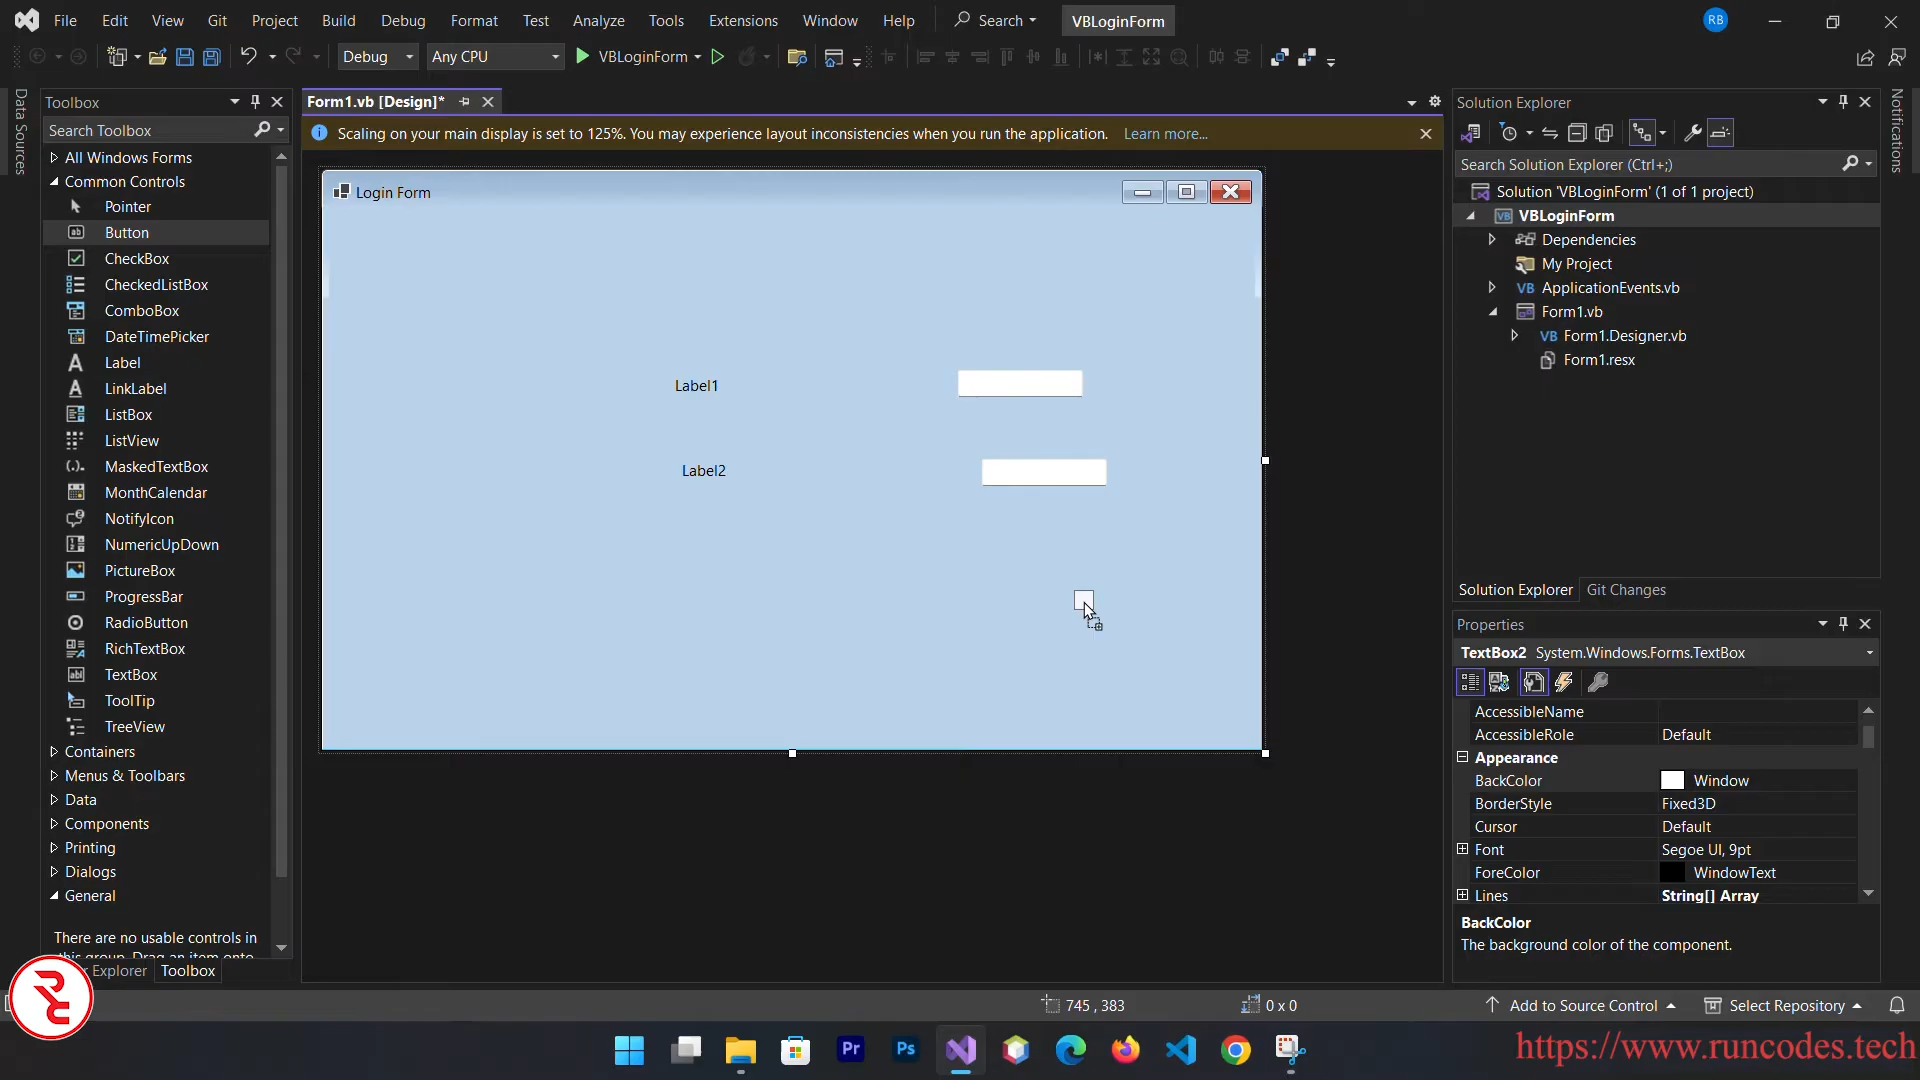 File Edit View Git Project Build Debug Format Test Analyze Tools Extensions Window Help Search VBLoginForm RB
Debug Any CPU VBLoginForm
Data Sources
Toolbox
Search Toolbox
All Windows Forms
Common Controls
Pointer
Button
CheckBox
CheckedListBox
ComboBox
DateTimePicker
Label
LinkLabel
ListBox
ListView
MaskedTextBox
MonthCalendar
NotifyIcon
NumericUpDown
PictureBox
ProgressBar
RadioButton
RichTextBox
TextBox
ToolTip
TreeView
Containers
Menus & Toolbars
Data
Components
Printing
Dialogs
General
There are no usable controls in
this group. Drag an item onto
Explorer Toolbox
Form1.vb [Design]*
Scaling on your main display is set to 125%. You may experience layout inconsistencies when you run the application. Learn more...
Login Form
Label1
Label2
Solution Explorer
Search Solution Explorer (Ctrl+;)
Solution 'VBLoginForm' (1 of 1 project)
VBLoginForm
Dependencies
My Project
ApplicationEvents.vb
Form1.vb
Form1.Designer.vb
Form1.resx
Solution Explorer Git Changes
Notifications
Properties
TextBox2 System.Windows.Forms.TextBox
AccessibleName
AccessibleRole Default
Appearance
BackColor Window
BorderStyle Fixed3D
Cursor Default
Font Segoe UI, 9pt
ForeColor WindowText
Lines String[] Array
BackColor
The background color of the component.
745 , 383 0 x 0 Add to Source Control Select Repository
Pr Ps
https://www.runcodes.tech